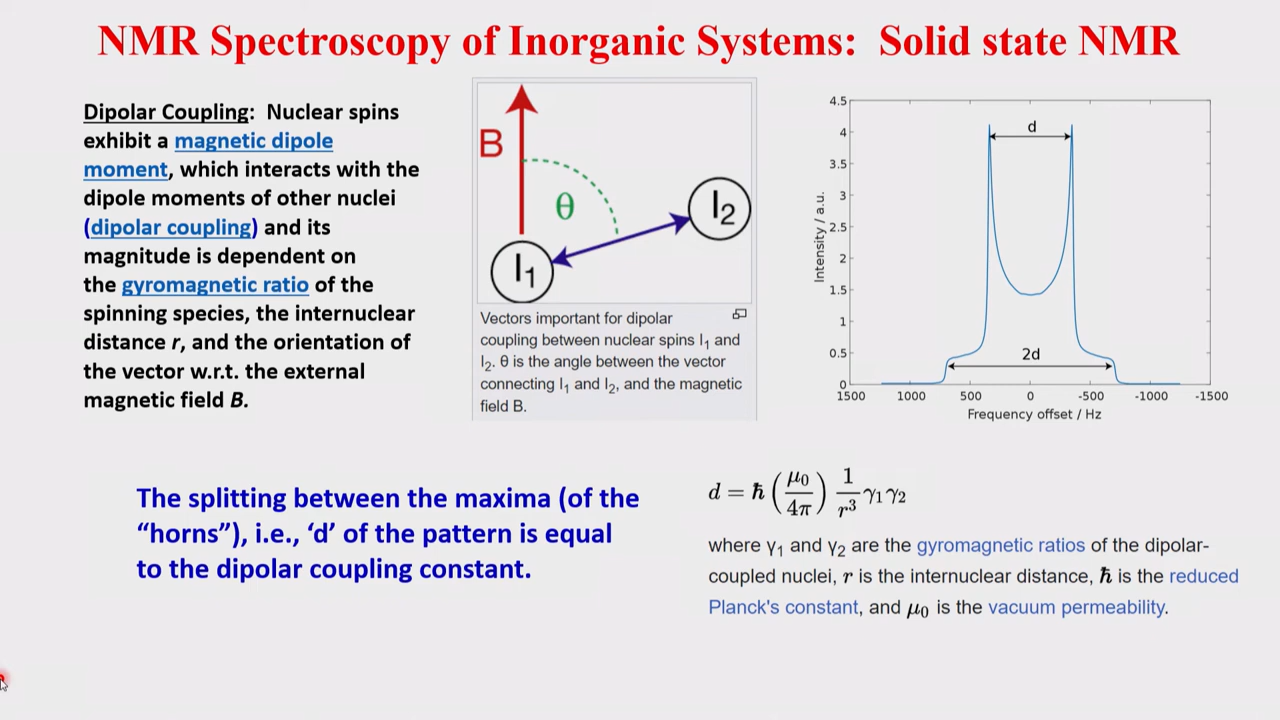 NMR Spectroscopy of Inorganic Systems: Solid state NMR
Dipolar Coupling: Nuclear spins
exhibit a magnetic dipole
moment, which interacts with the
dipole moments of other nuclei
(dipolar coupling) and its
magnitude is dependent on
the gyromagnetic ratio of the
spinning species, the internuclear
distance r, and the orientation of
the vector w.r.t. the external
magnetic field B.
B
θ
I₂
I₁
Vectors important for dipolar
coupling between nuclear spins I₁ and
I₂. θ is the angle between the vector
connecting I₁ and I₂, and the magnetic
field B.
4.5
4
3.5
3
2.5
2
1.5
1
0.5
0
Intensity / a.u.
d
2d
1500 1000 500 0 -500 -1000 -1500
Frequency offset / Hz
The splitting between the maxima (of the
“horns”), i.e., ‘d’ of the pattern is equal
to the dipolar coupling constant.
d = ħ (μ₀/4π) 1/r³ γ₁γ₂
where γ₁ and γ₂ are the gyromagnetic ratios of the dipolar-
coupled nuclei, r is the internuclear distance, ħ is the reduced
Planck's constant, and μ₀ is the vacuum permeability.